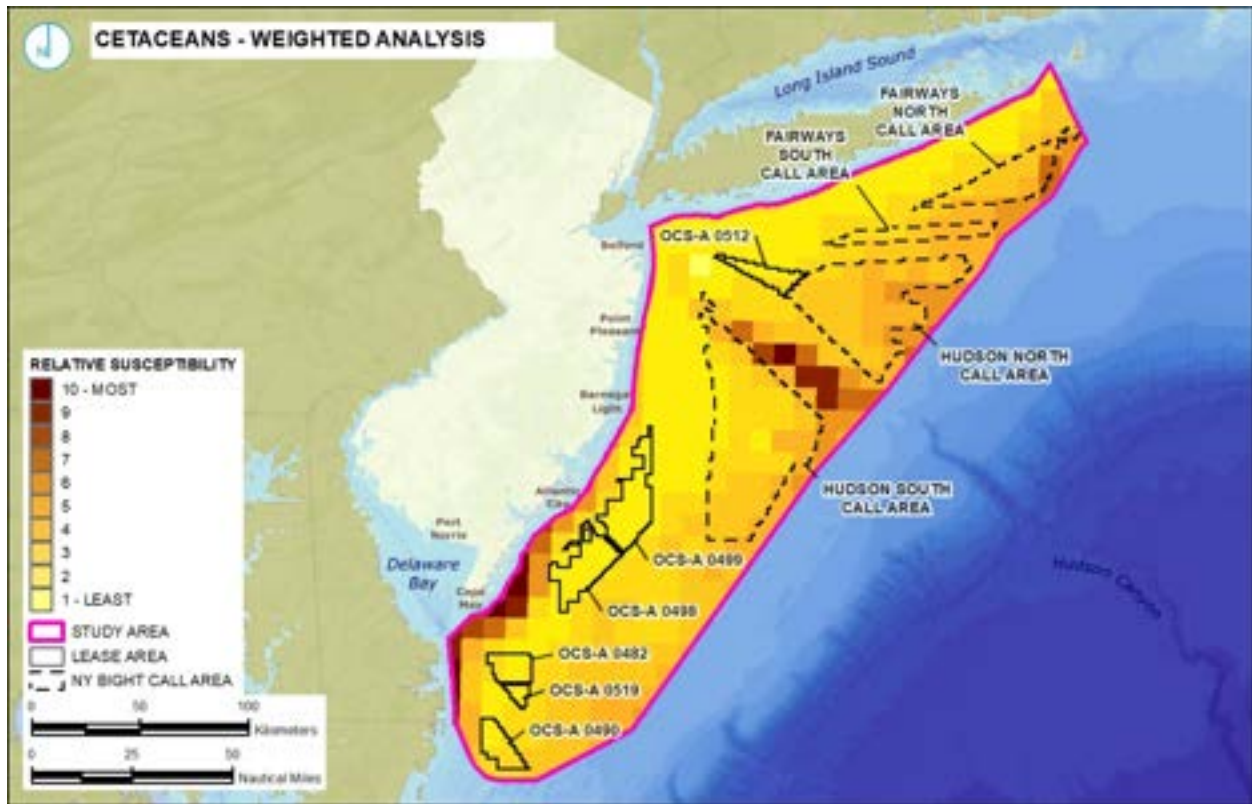 CETACEANS - WEIGHTED ANALYSIS
Long Island Sound
FAIRWAYS
NORTH
CALL AREA
FAIRWAYS
SOUTH
CALL AREA
OCS-A 0512
Belford
Point
Pleasant
HUDSON NORTH
CALL AREA
Barnegat
Light
HUDSON SOUTH
CALL AREA
Atlantic
City
Port
Norris
Delaware
Bay
Cape
May
OCS-A 0499
OCS-A 0498
OCS-A 0482
OCS-A 0519
OCS-A 0490
Hudson Canyon
RELATIVE SUSCEPTIBILITY
10 - MOST
9
8
7
6
5
4
3
2
1 - LEAST
STUDY AREA
LEASE AREA
NY BIGHT CALL AREA
0 50 100
Kilometers
0 25 50
Nautical Miles